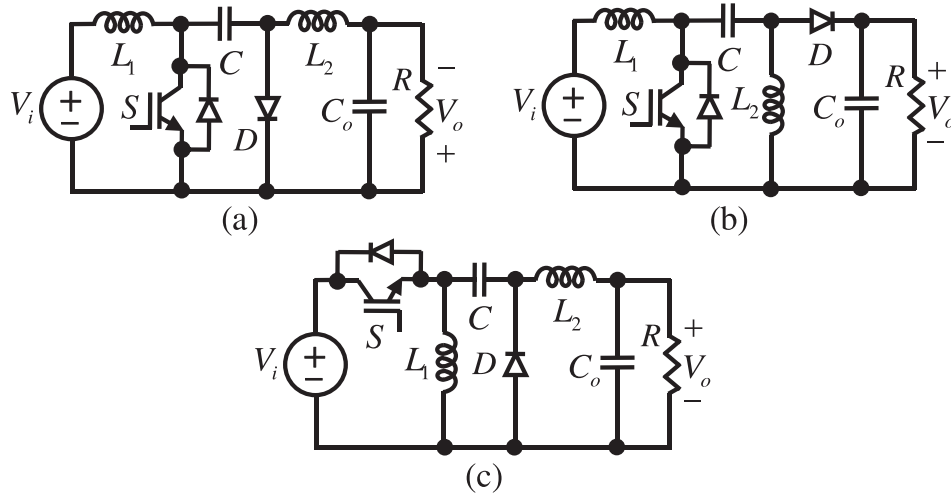 L₁ C L₂
Vᵢ + − S D Cₒ R − Vₒ +
(a)
L₁ C D
Vᵢ + − S L₂ Cₒ R + Vₒ −
(b)
S C L₂
Vᵢ + − L₁ D Cₒ R + Vₒ −
(c)